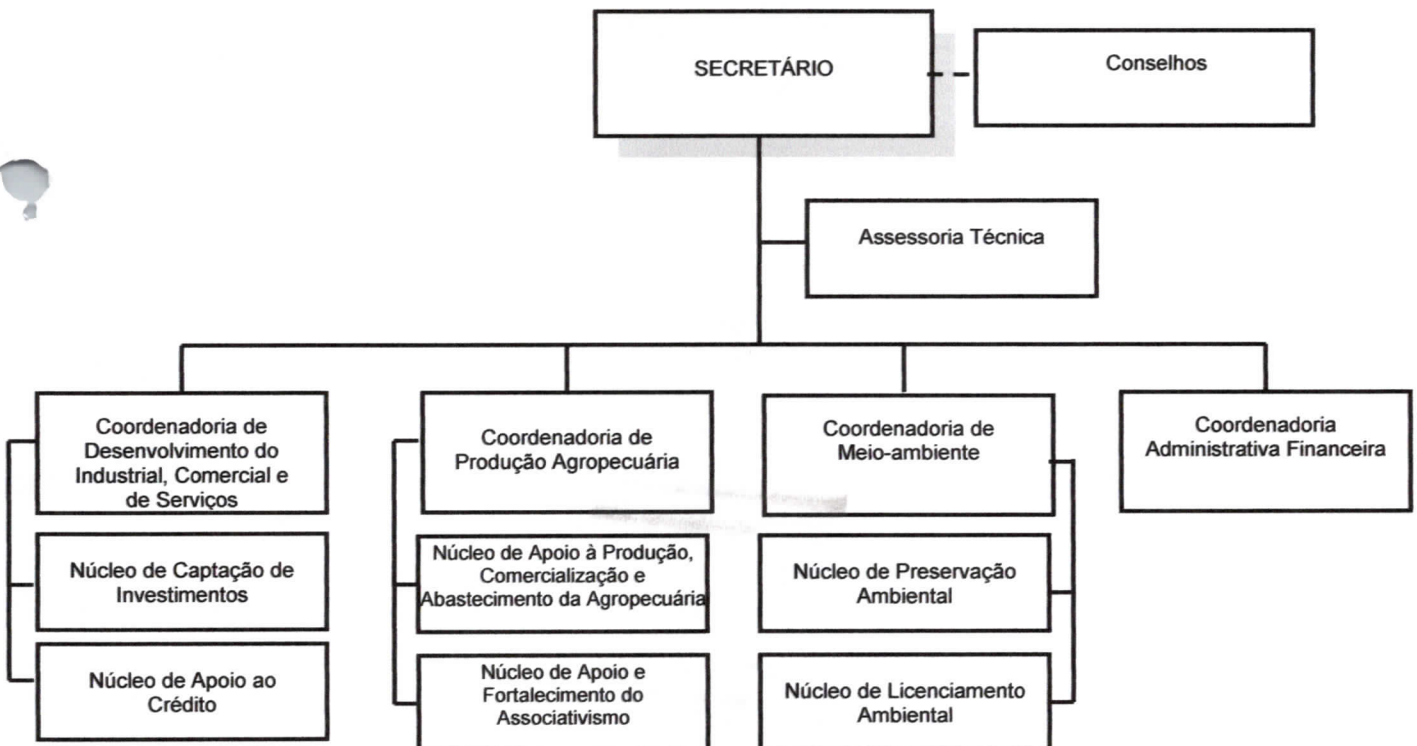 SECRETÁRIO
Conselhos
Assessoria Técnica
Coordenadoria de
Desenvolvimento do
Industrial, Comercial e
de Serviços
Coordenadoria de
Produção Agropecuária
Coordenadoria de
Meio-ambiente
Coordenadoria
Administrativa Financeira
Núcleo de Captação de
Investimentos
Núcleo de Apoio à Produção,
Comercialização e
Abastecimento da Agropecuária
Núcleo de Preservação
Ambiental
Núcleo de Apoio ao
Crédito
Núcleo de Apoio e
Fortalecimento do
Associativismo
Núcleo de Licenciamento
Ambiental